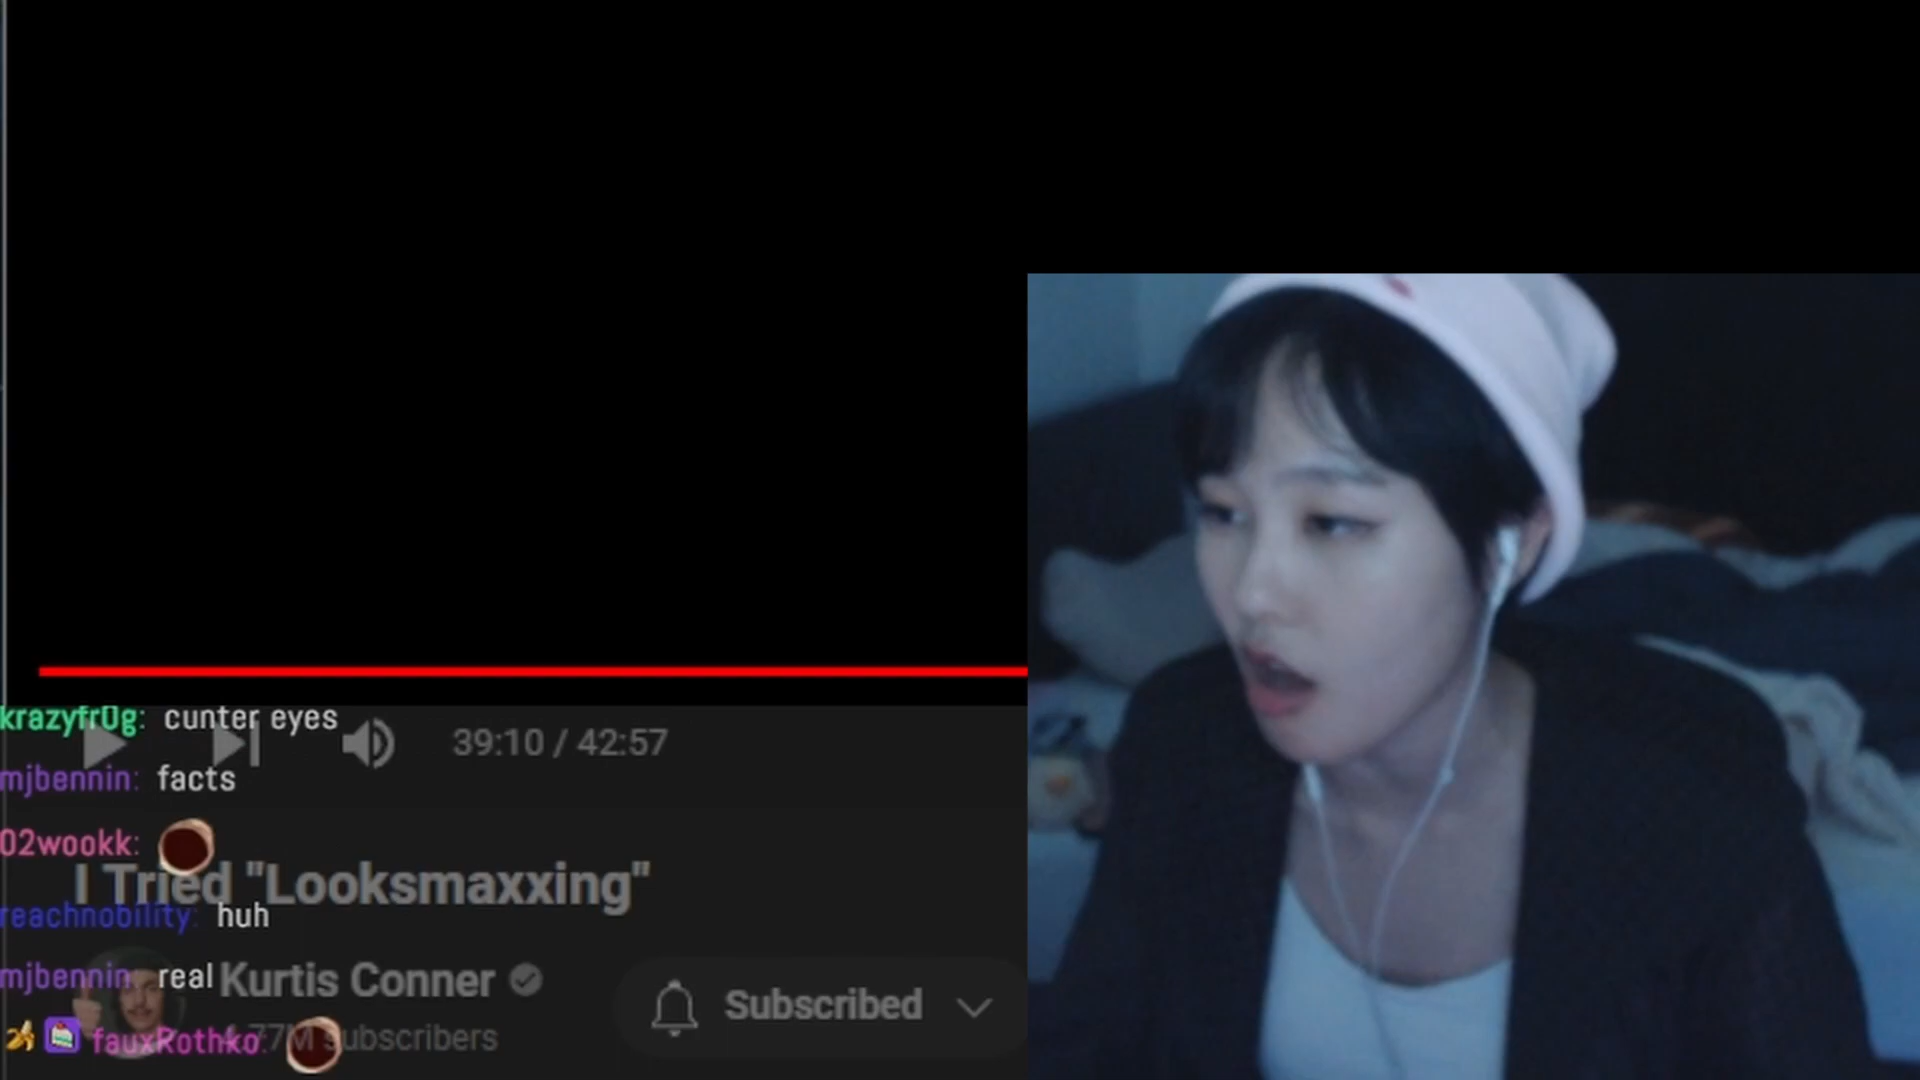 krazyfr0g: cunter eyes
39:10 / 42:57
mjbennin: facts
02wookk:
I Tried "Looksmaxxing"
reachnobility: huh
mjbennin: real
Kurtis Conner
Subscribed
77M subscribers
fauxRothko: